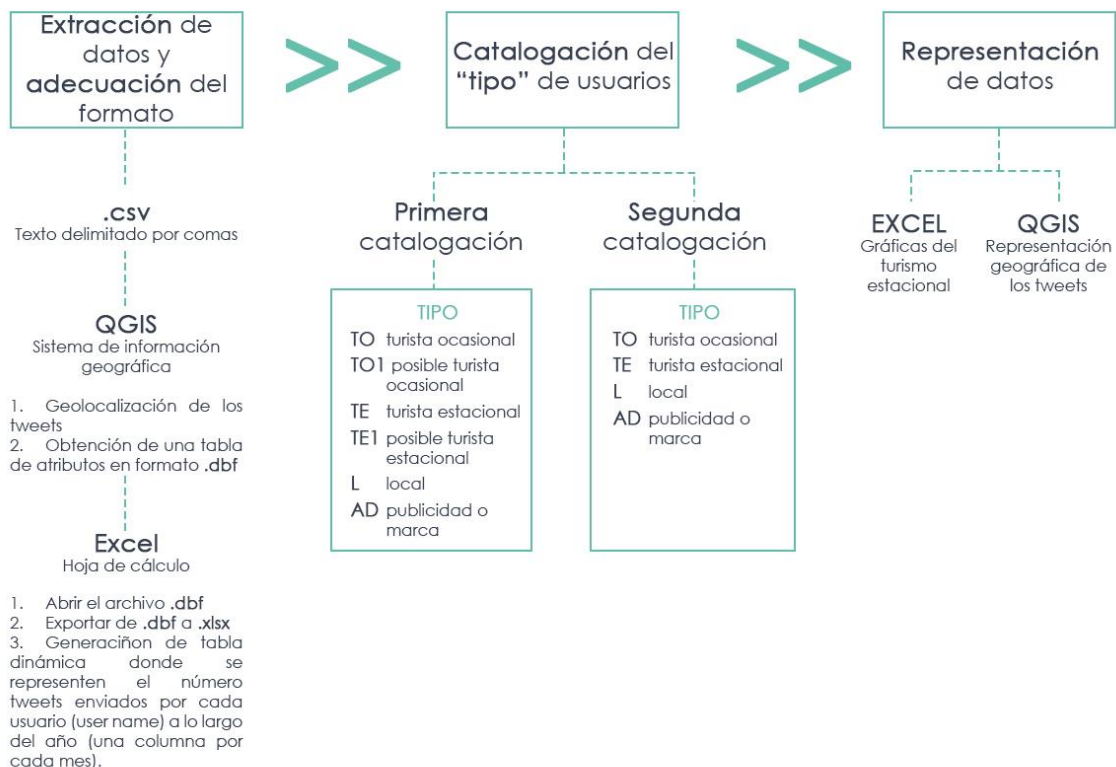 Extracción de
datos y
adecuación del
formato
>>
Catalogación del
“tipo” de usuarios
>>
Representación
de datos
.csv
Texto delimitado por comas
QGIS
Sistema de información
geográfica
1. Geolocalización de los
tweets
2. Obtención de una tabla
de atributos en formato .dbf
Excel
Hoja de cálculo
1. Abrir el archivo .dbf
2. Exportar de .dbf a .xlsx
3. Generaciñon de tabla
dinámica donde se
representen el número
tweets enviados por cada
usuario (user name) a lo largo
del año (una columna por
cada mes).
Primera
catalogación
TIPO
TO turista ocasional
TO1 posible turista
ocasional
TE turista estacional
TE1 posible turista
estacional
L local
AD publicidad o
marca
Segunda
catalogación
TIPO
TO turista ocasional
TE turista estacional
L local
AD publicidad o
marca
EXCEL
Gráficas del
turismo
estacional
QGIS
Representación
geográfica de
los tweets